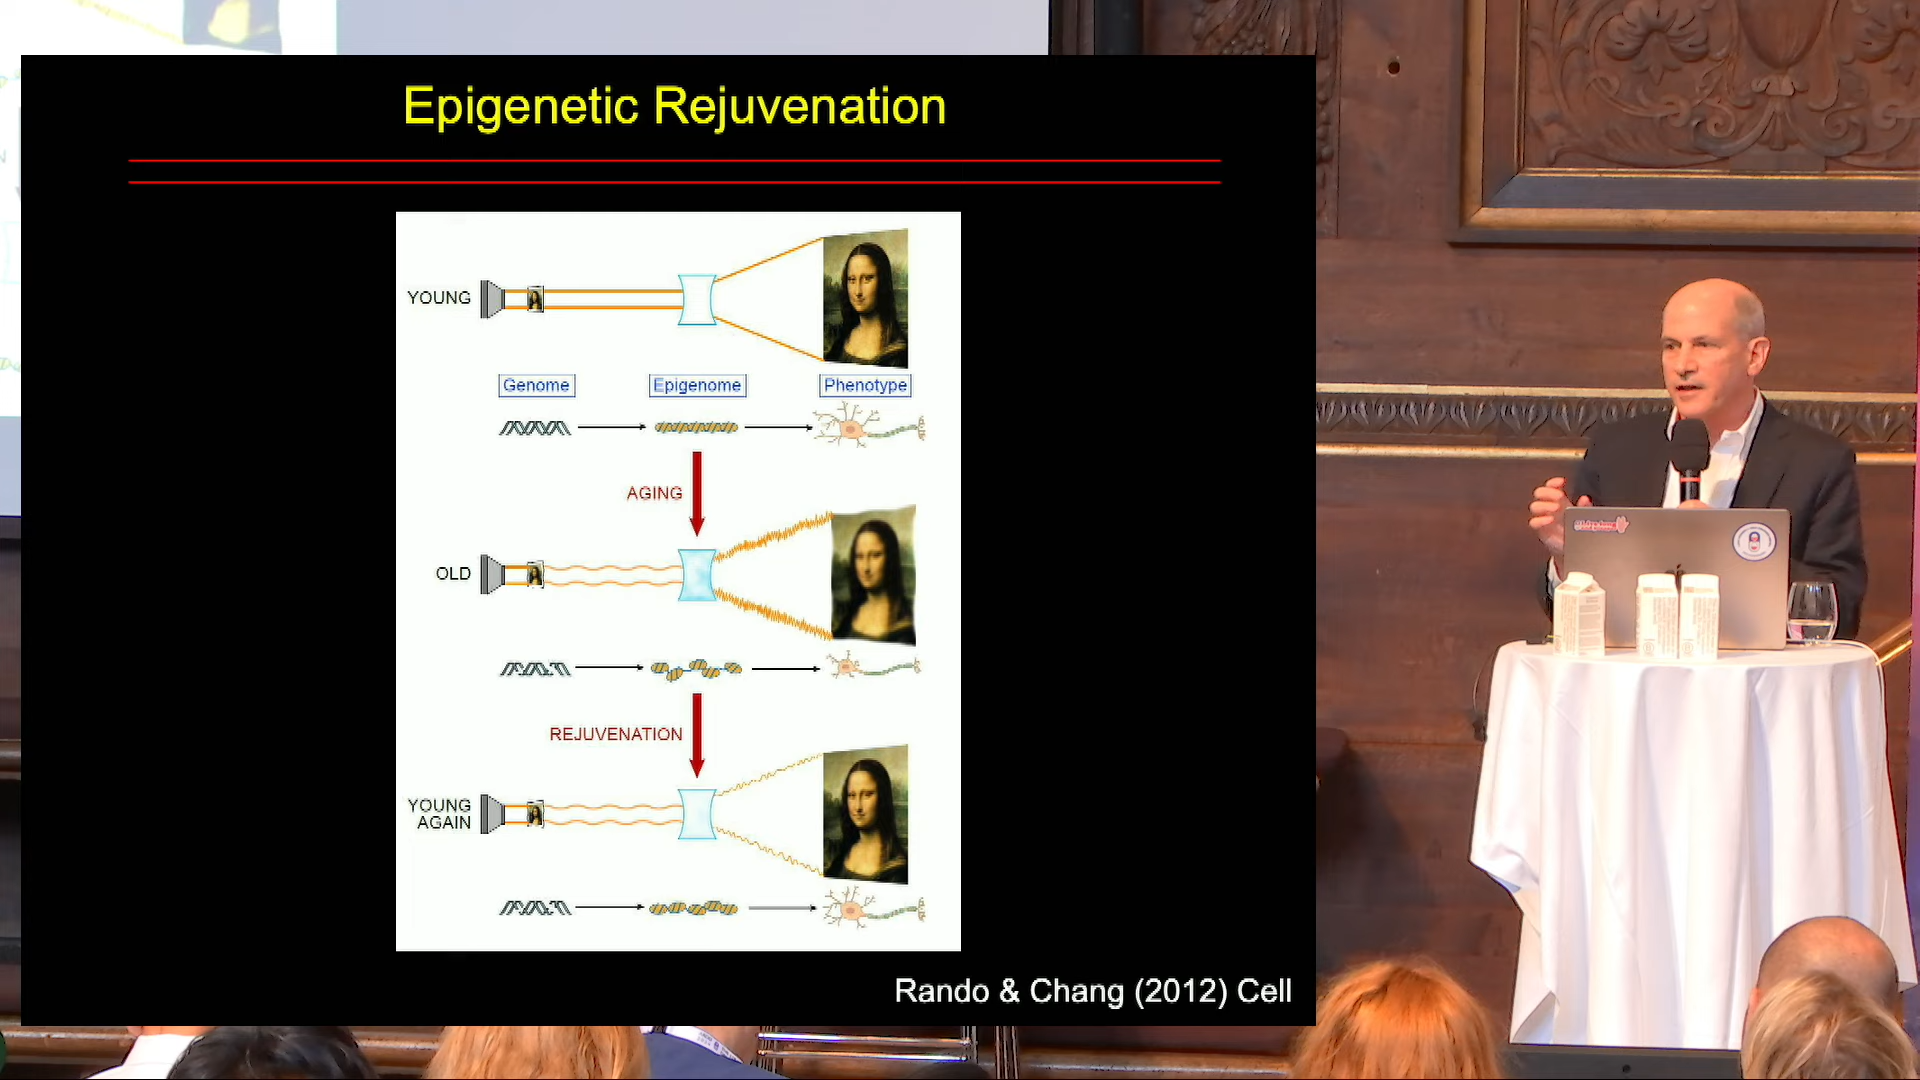 Epigenetic Rejuvenation
YOUNG
Genome
Epigenome
Phenotype
AGING
OLD
REJUVENATION
YOUNG
AGAIN
Rando & Chang (2012) Cell